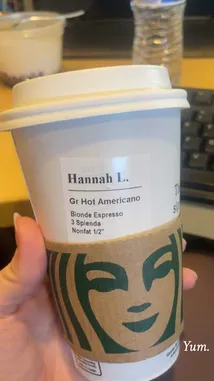 Hannah L.
Gr Hot Americano
Blonde Espresso
3 Splenda
Nonfat 1/2"
Yum.